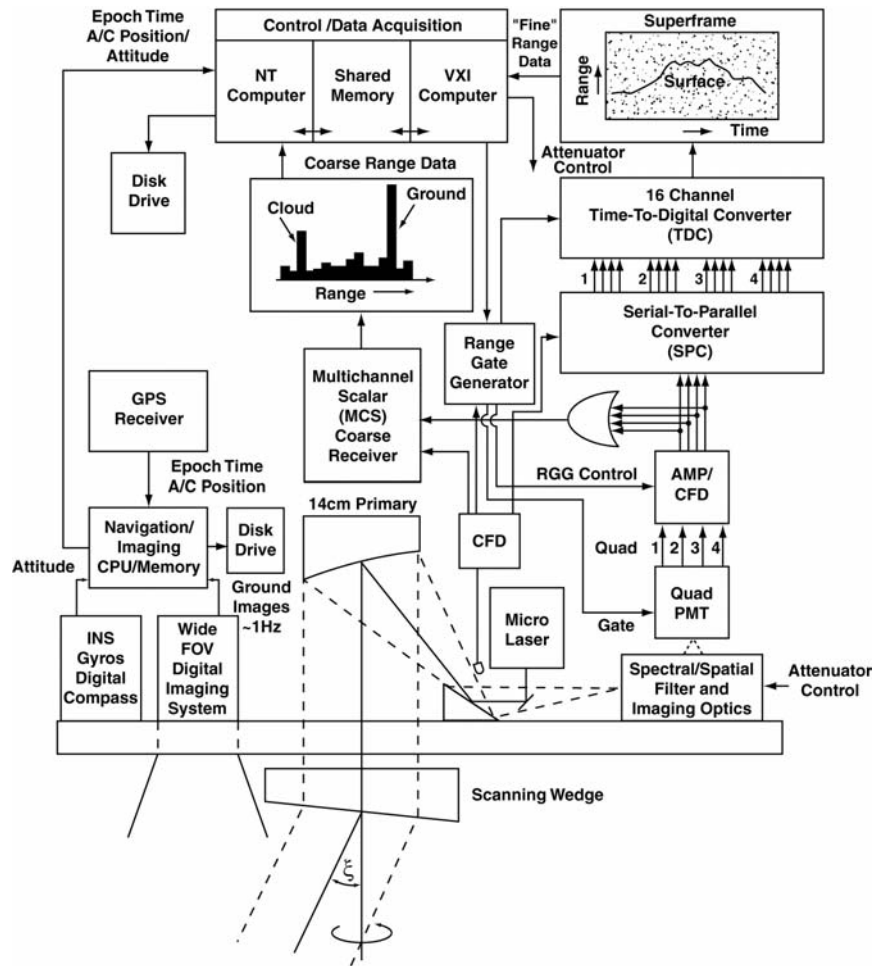 Epoch Time
A/C Position/
Attitude
Control /Data Acquisition
NT
Computer
Shared
Memory
VXI
Computer
"Fine"
Range
Data
Superframe
Range
Surface
Time
Disk
Drive
Coarse Range Data
Cloud
Ground
Range
Attenuator
Control
16 Channel
Time-To-Digital Converter
(TDC)
1 2 3 4
Serial-To-Parallel
Converter
(SPC)
Range
Gate
Generator
Multichannel
Scalar
(MCS)
Coarse
Receiver
GPS
Receiver
Epoch Time
A/C Position
RGG Control
AMP/
CFD
14cm Primary
Navigation/
Imaging
CPU/Memory
Disk
Drive
CFD
Quad 1 2 3 4
Attitude
Ground
Images
~1Hz
Micro
Laser
Quad
PMT
Gate
INS
Gyros
Digital
Compass
Wide
FOV
Digital
Imaging
System
Spectral/Spatial
Filter and
Imaging Optics
Attenuator
Control
Scanning Wedge
ξ